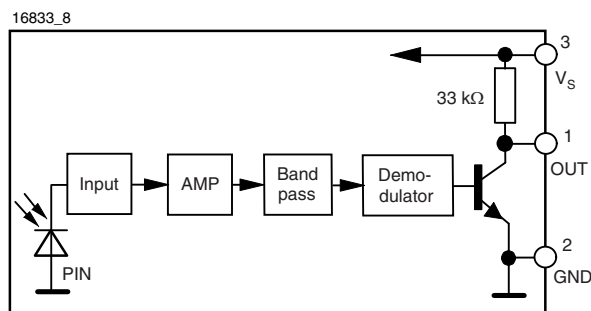 16833_8
3
V_S
33 kΩ
1
OUT
Input
AMP
Band
pass
Demo-
dulator
2
GND
PIN